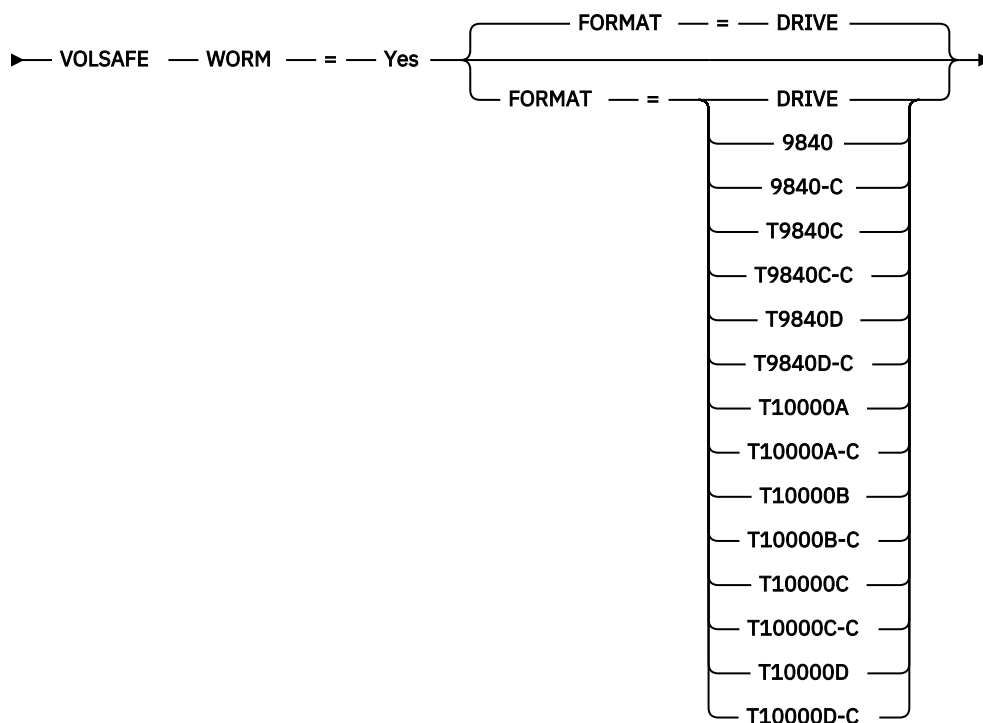 FORMAT = DRIVE
VOLSAFE WORM = Yes
FORMAT = DRIVE
9840
9840-C
T9840C
T9840C-C
T9840D
T9840D-C
T10000A
T10000A-C
T10000B
T10000B-C
T10000C
T10000C-C
T10000D
T10000D-C